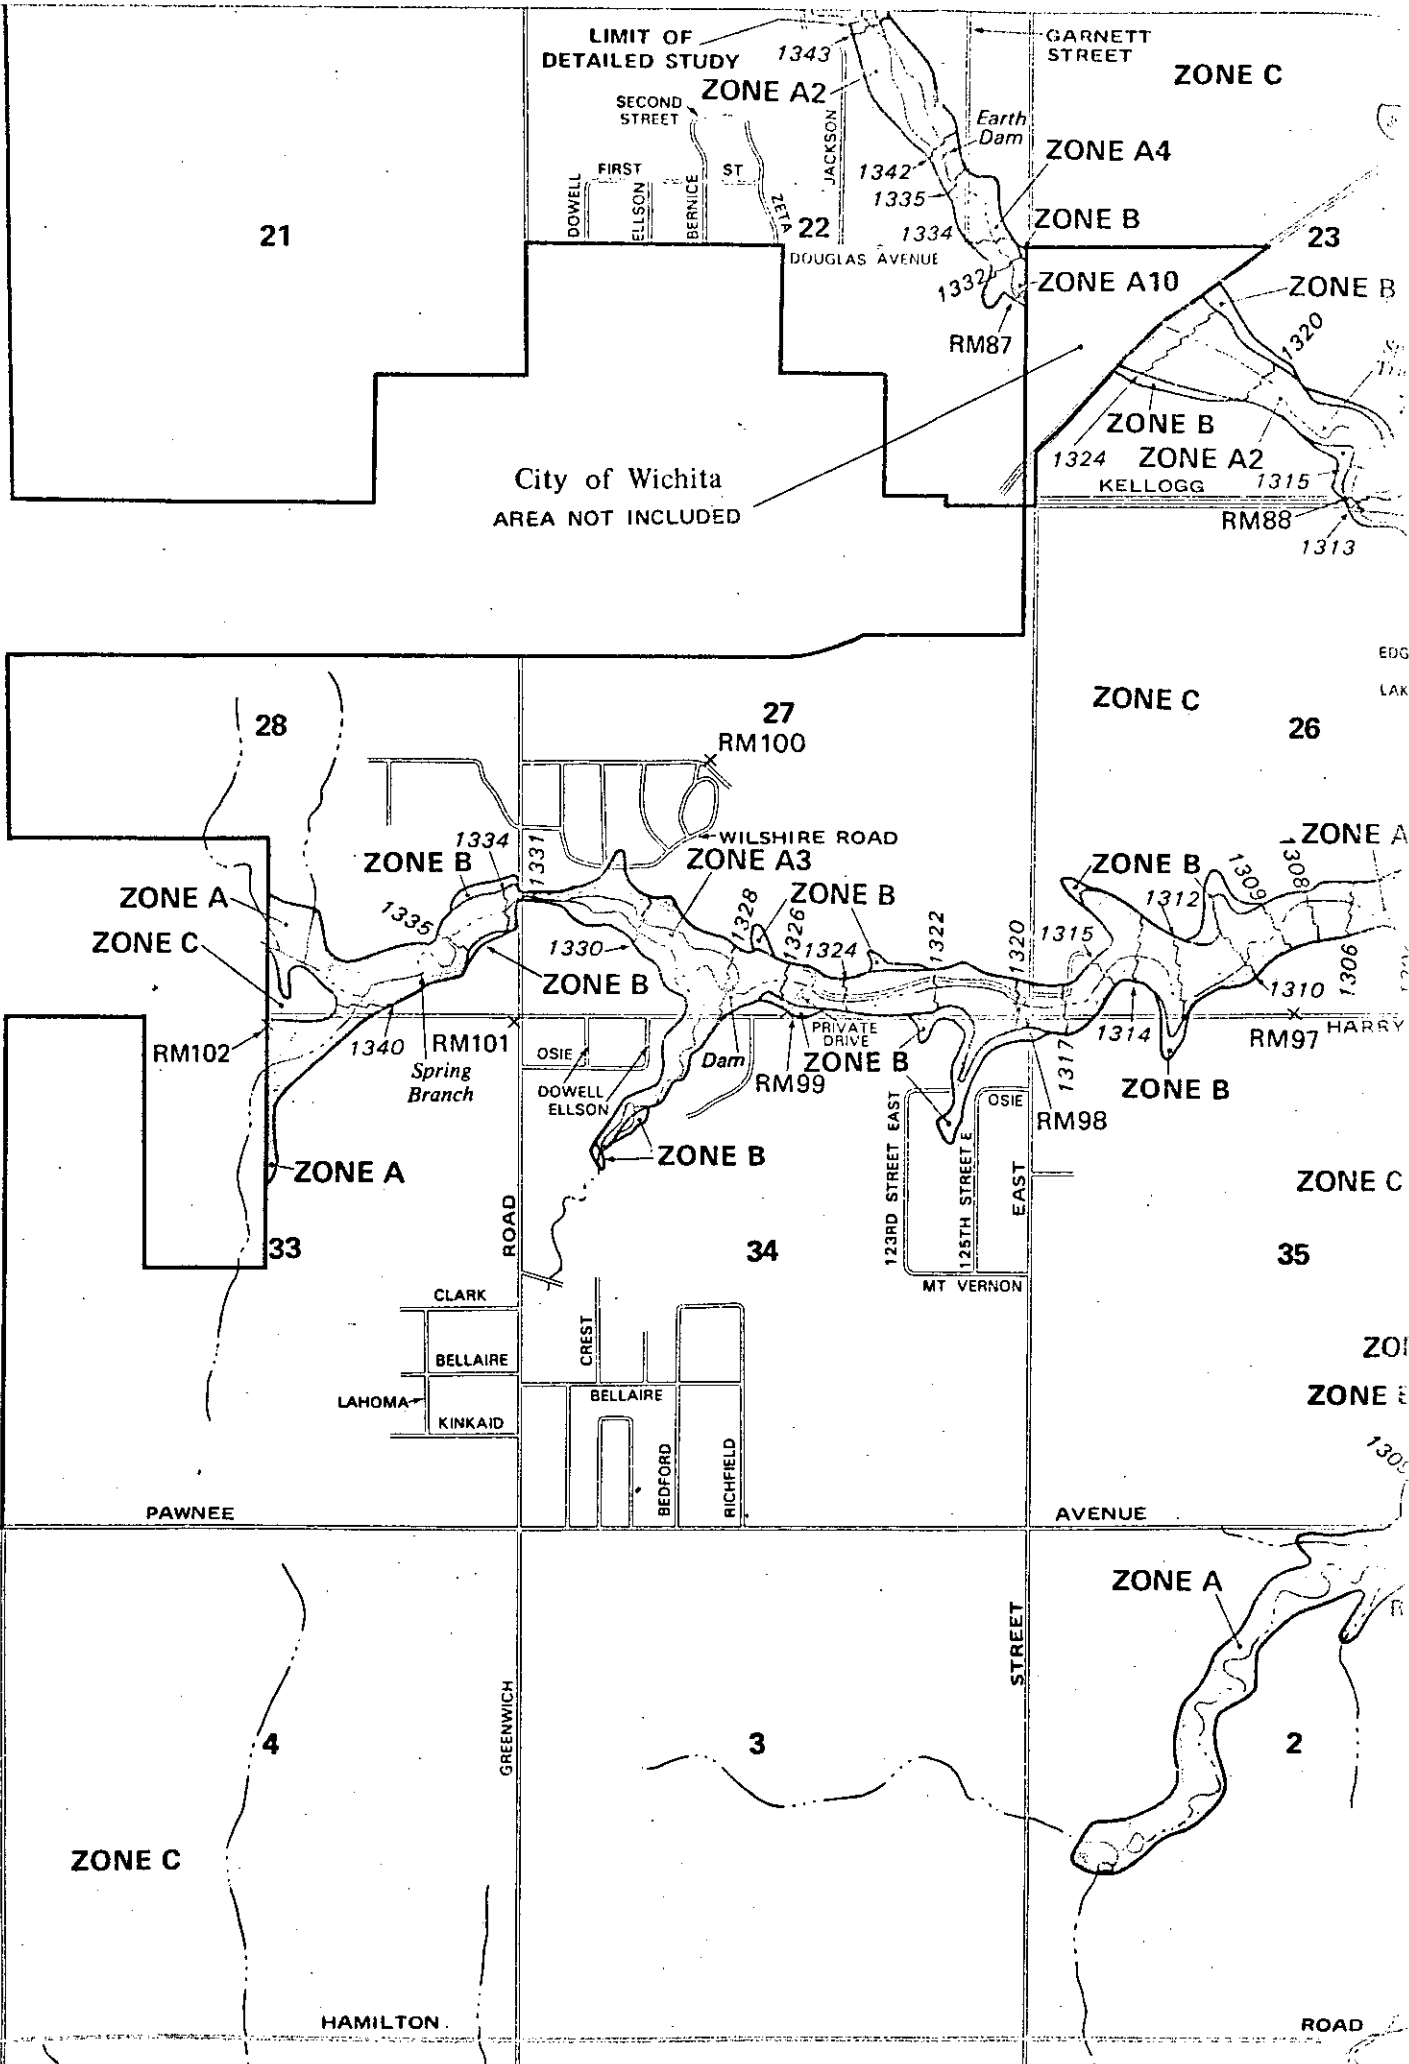 LIMIT OF
DETAILED STUDY
1343
GARNETT
STREET
ZONE C
ZONE A2
SECOND
STREET
JACKSON
Earth
Dam
ZONE A4
FIRST
ST
1342
1335
DOWELL
ELLSON
BERNICE
ZETA
22
1334
ZONE B
21
23
DOUGLAS AVENUE
1332
ZONE A10
ZONE B
RM87
1320
ZONE B
1324
ZONE A2
1315
KELLOGG
City of Wichita
AREA NOT INCLUDED
RM88
1313
EDG
LAK
ZONE C
28
27
26
RM100
WILSHIRE ROAD
ZONE A
1334
1331
ZONE B
ZONE A3
ZONE B
1309
1308
ZONE A
1335
1328
1326
ZONE B
1312
ZONE C
1330
1324
1322
1320
1315
1306
ZONE B
1310
1314
RM102
1340
RM101
PRIVATE
DRIVE
RM97
HARRY
Spring
Branch
OSIE
Dam
RM99
ZONE B
1317
DOWELL
ELLSON
ZONE B
OSIE
RM98
ZONE B
ZONE A
123RD STREET EAST
125TH STREET E
EAST
ZONE C
ROAD
33
34
35
MT VERNON
CLARK
CREST
BELLAIRE
ZO
BELLAIRE
ZONE
LAHOMA
KINKAID
BEDFORD
RICHFIELD
PAWNEE
AVENUE
ZONE A
STREET
GREENWICH
4
3
2
ZONE C
HAMILTON
ROAD